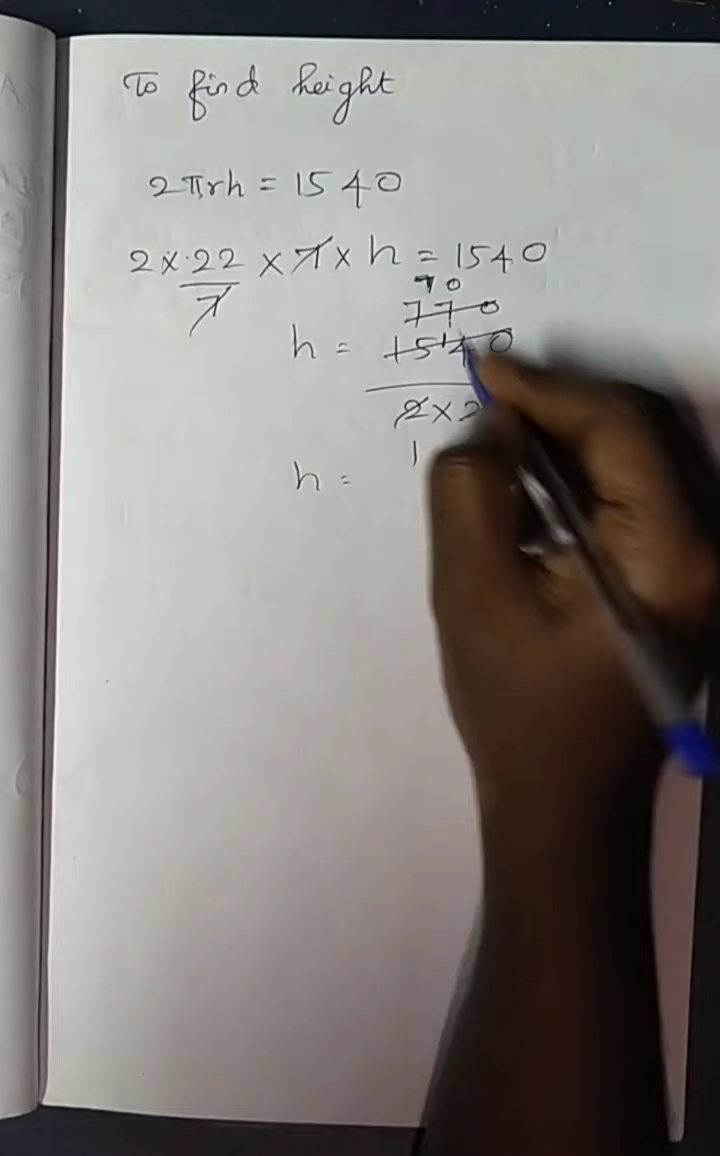 To find height
2πrh = 1540
2 × 22/7 × 7 × h = 1540
70
770
h = 1540
2 × 2
1
h =